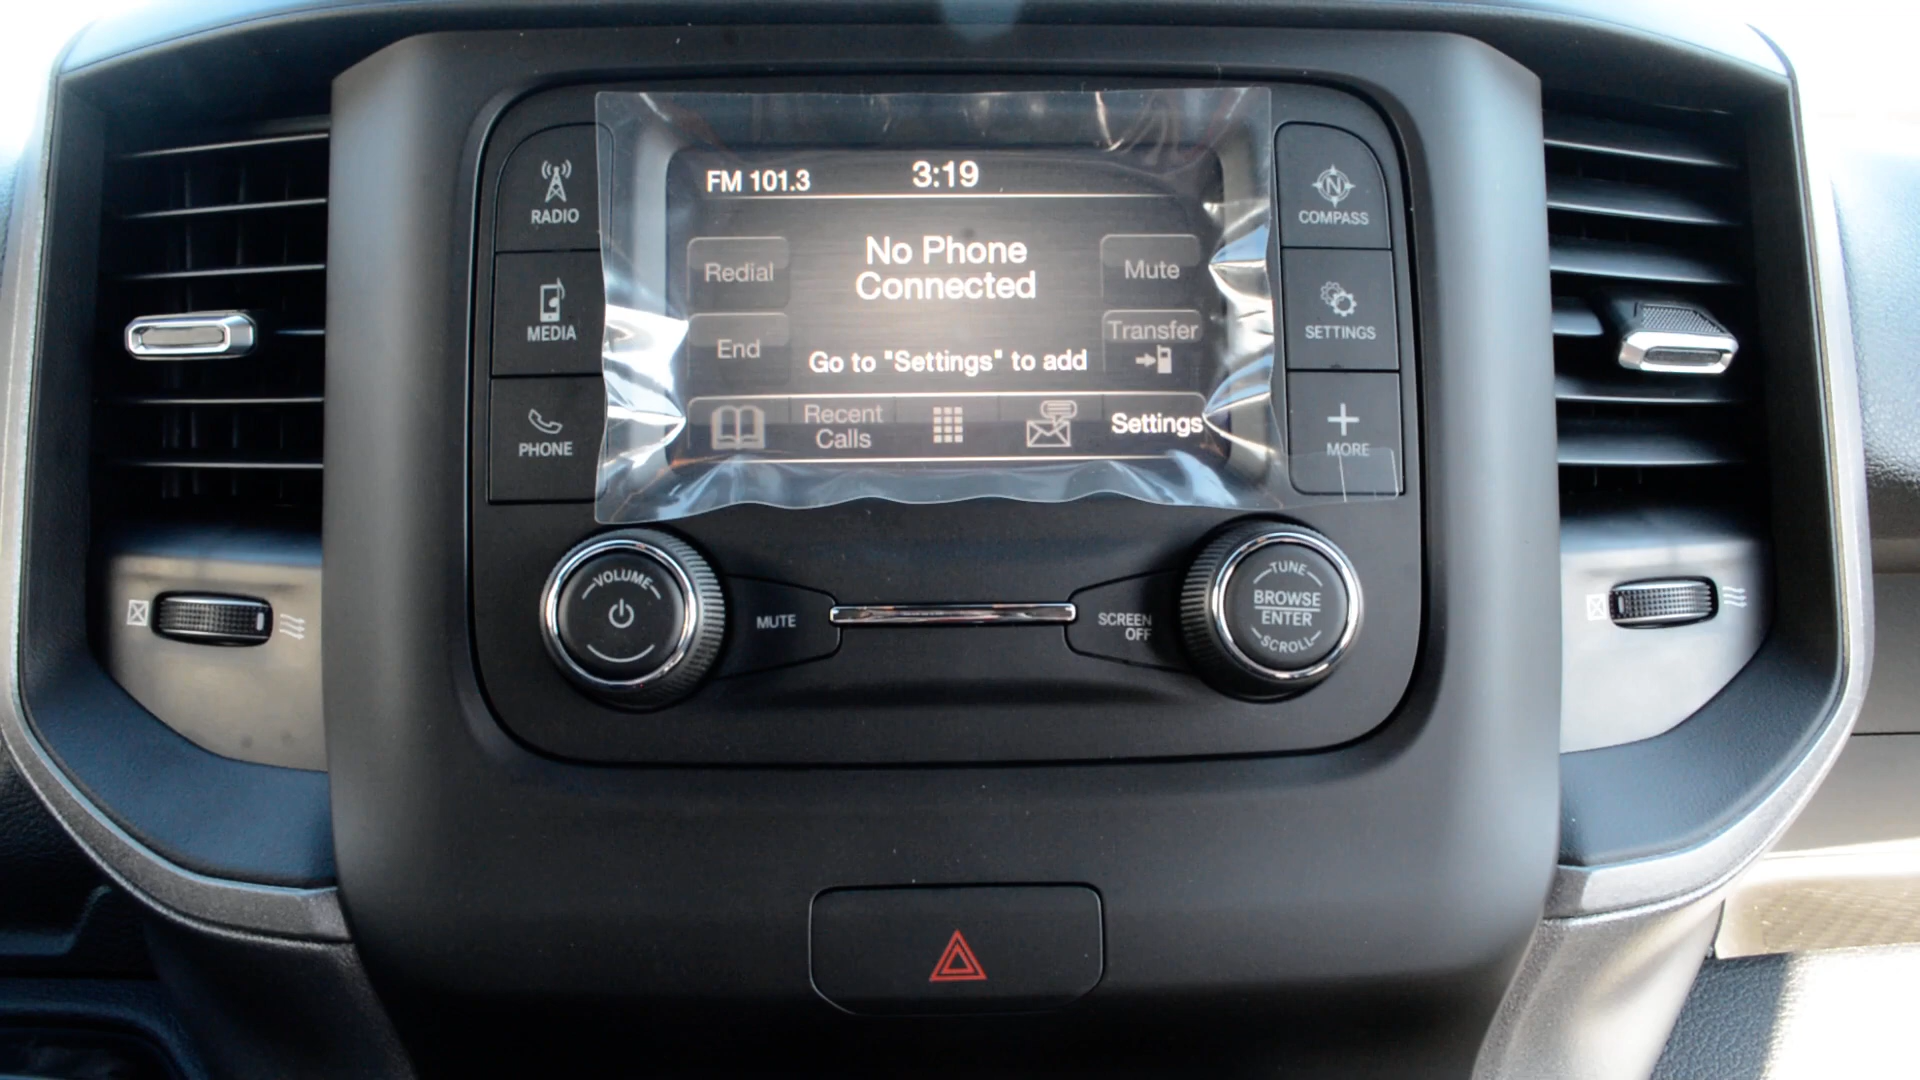 FM 101.3
3:19
RADIO
MEDIA
PHONE
Redial
End
No Phone
Connected
Go to "Settings" to add
Mute
Transfer
Recent
Calls
Settings
N
COMPASS
SETTINGS
MORE
VOLUME
MUTE
SCREEN
OFF
TUNE
BROWSE
ENTER
SCROLL